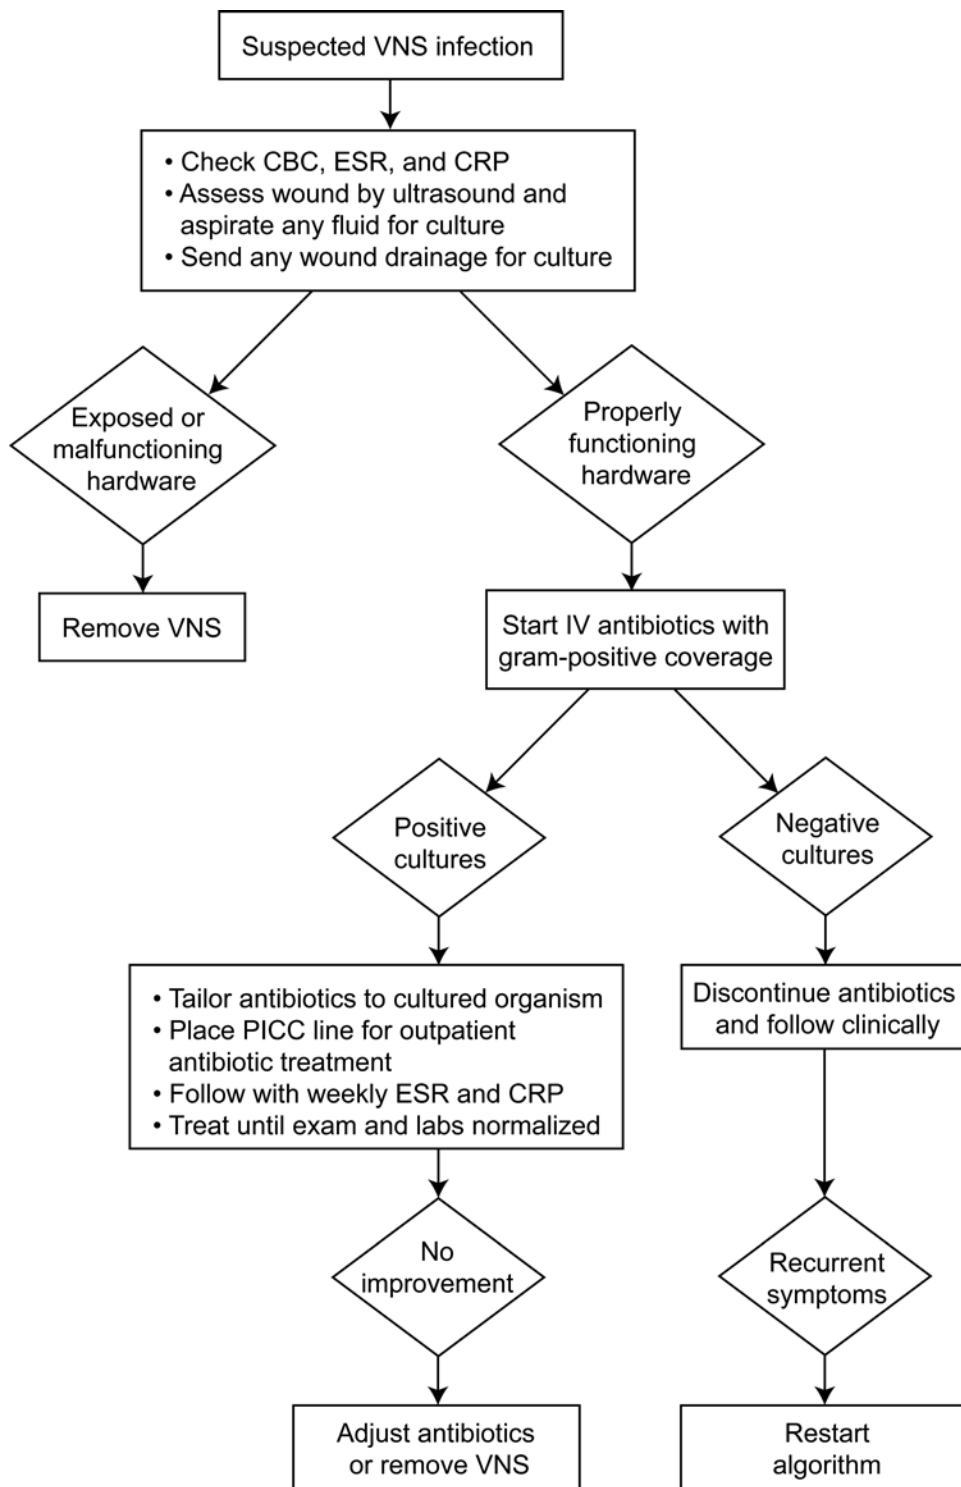 Suspected VNS infection
• Check CBC, ESR, and CRP
• Assess wound by ultrasound and
aspirate any fluid for culture
• Send any wound drainage for culture
Exposed or
malfunctioning
hardware
Properly
functioning
hardware
Remove VNS
Start IV antibiotics with
gram-positive coverage
Positive
cultures
Negative
cultures
• Tailor antibiotics to cultured organism
• Place PICC line for outpatient
antibiotic treatment
• Follow with weekly ESR and CRP
• Treat until exam and labs normalized
Discontinue antibiotics
and follow clinically
No
improvement
Recurrent
symptoms
Adjust antibiotics
or remove VNS
Restart
algorithm